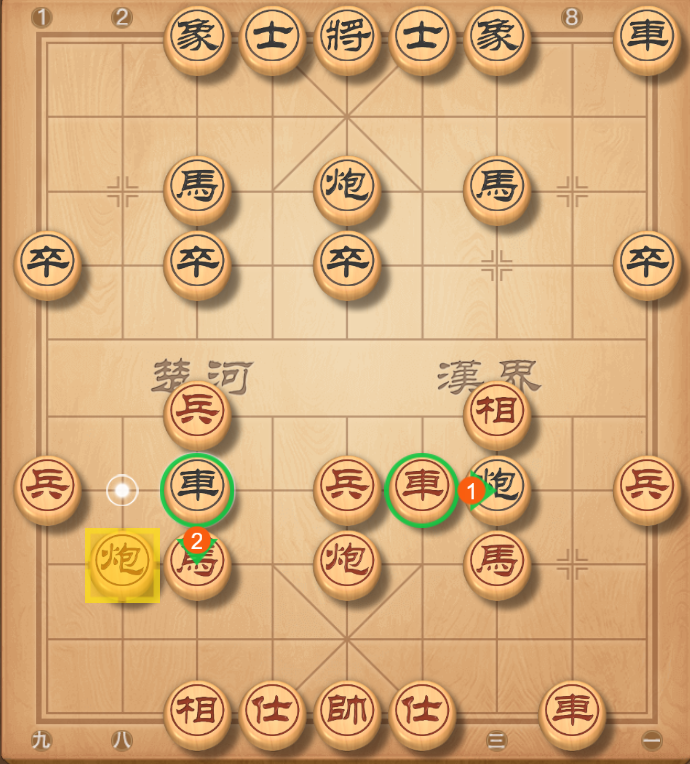 1 2 8
象 士 將 士 象 車
馬 炮 馬
卒 卒 卒 卒
楚河 漢界
兵 相
兵 車 兵 車 1 炮 兵
2
炮 馬 炮 馬
相 仕 帥 仕 車
九 八 三 一